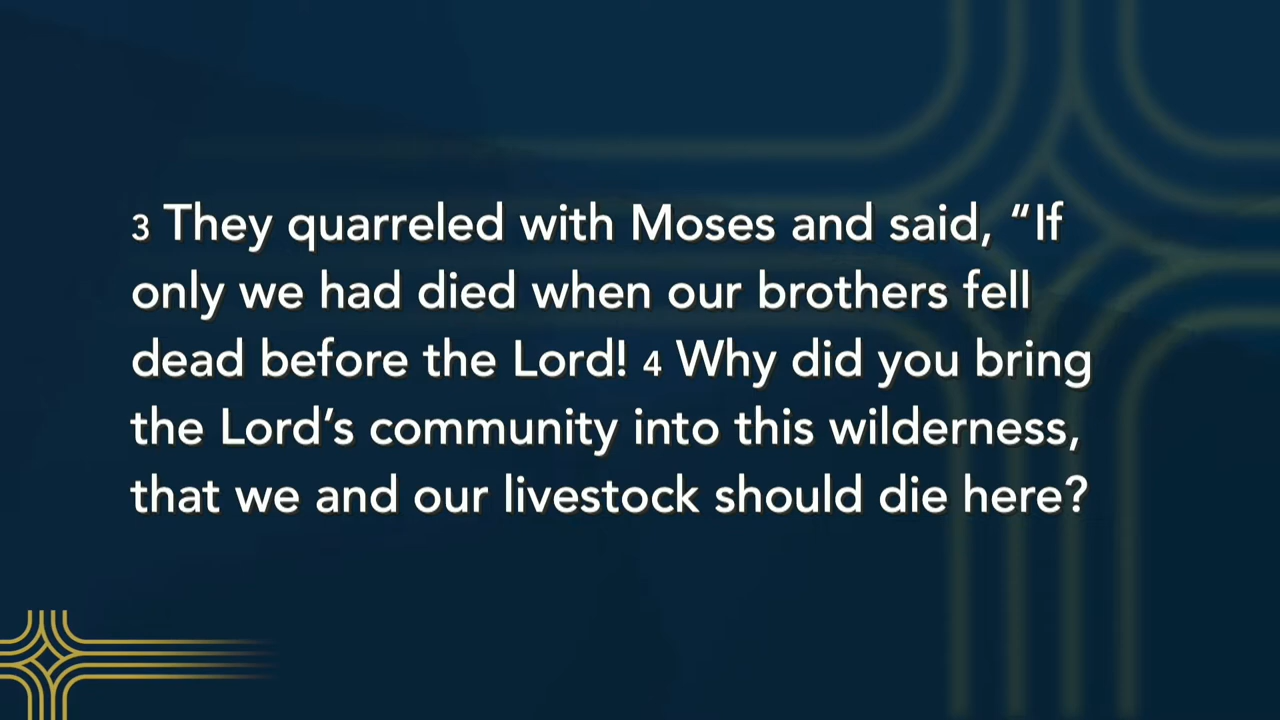 3 They quarreled with Moses and said, “If
only we had died when our brothers fell
dead before the Lord! 4 Why did you bring
the Lord’s community into this wilderness,
that we and our livestock should die here?